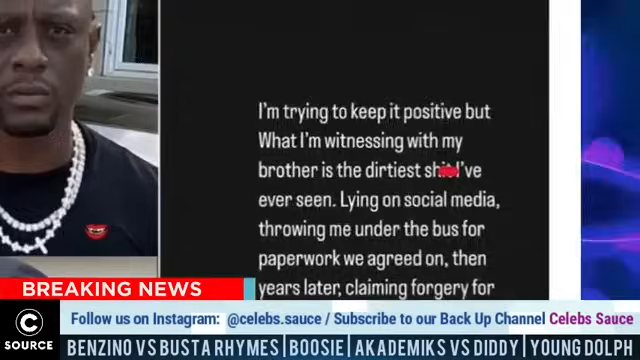 I'm trying to keep it positive but
What I'm witnessing with my
brother is the dirtiest shit I've
ever seen. Lying on social media,
throwing me under the bus for
paperwork we agreed on, then
years later, claiming forgery for
BREAKING NEWS
C
SOURCE
Follow us on Instagram: @celebs.sauce / Subscribe to our Back Up Channel Celebs Sauce
BENZINO VS BUSTA RHYMES | BOOSIE | AKADEMIKS VS DIDDY | YOUNG DOLPH